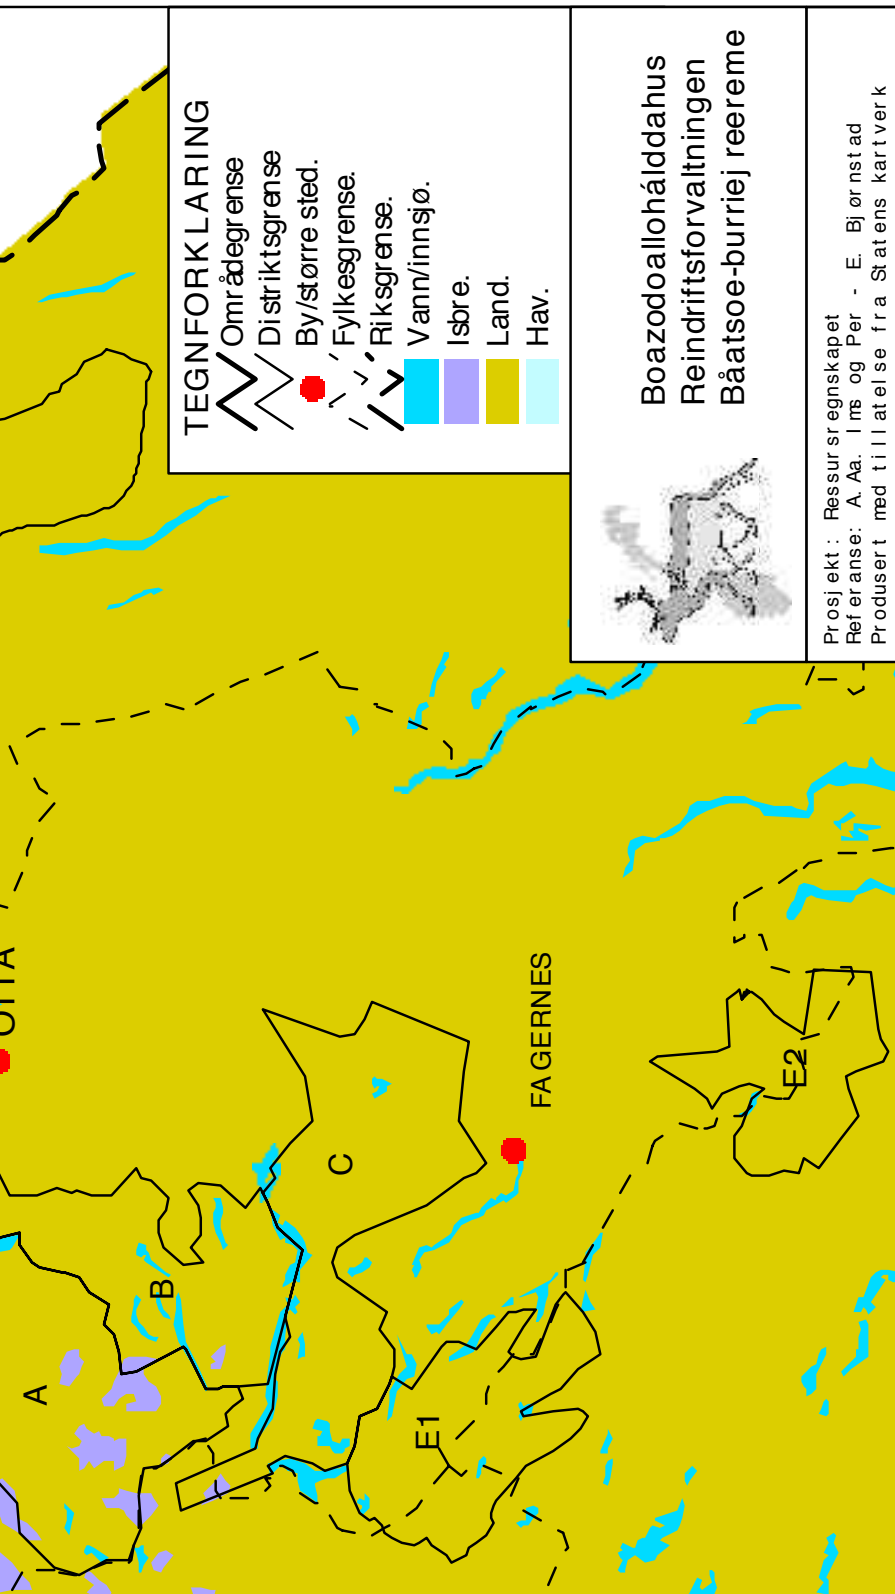 TEGNFORKLARING
Områdegrense
Distriktsgrense
By/større sted.
Fylkesgrense.
Riksgrense.
Vann/innsjø.
Isbre.
Land.
Hav.
Boazodoallohálddahus
Reindriftsforvaltningen
Båatsoe-burriej reereme
Prosjekt: Ressursregnskapet
Referanse: A. Aa. Ims og Per - E. Bjørnstad
Produsert med tillatelse fra Statens kartverk
OTTA
A
B
C
FAGERNES
E1
E2